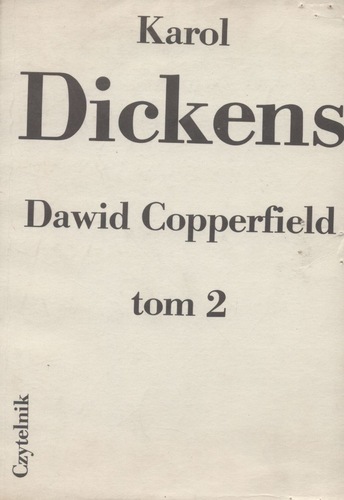 Karol
Dickens
Dawid Copperfield
tom 2
Czytelnik